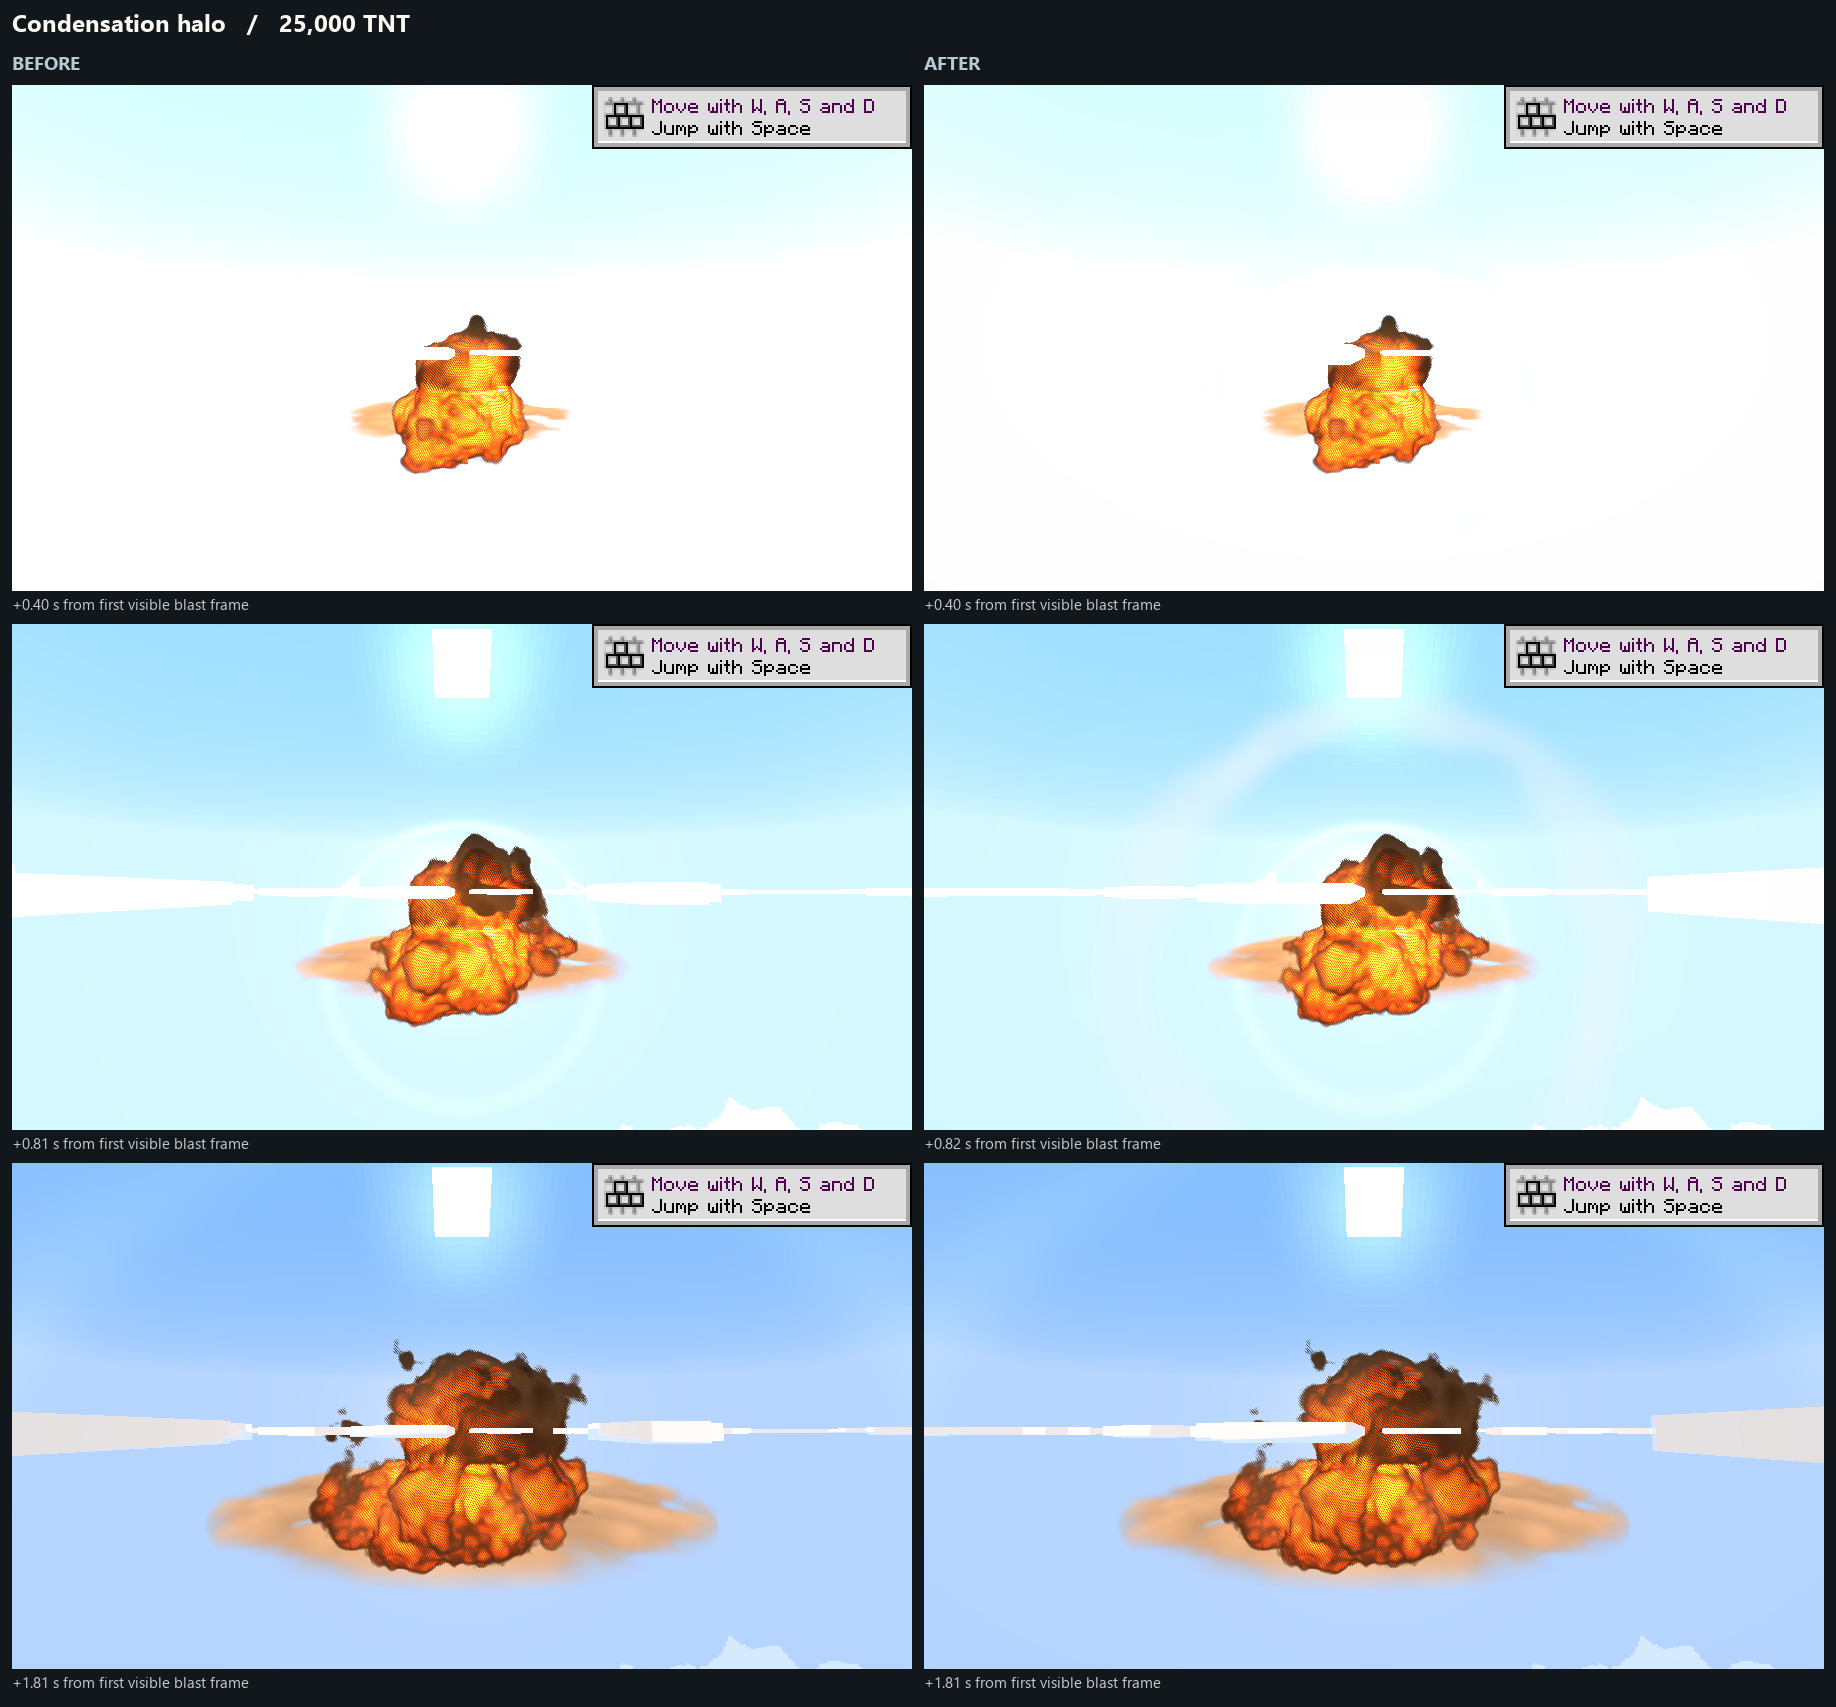 Condensation halo / 25,000 TNT
BEFORE
AFTER
Move with W, A, S and D
Jump with Space
Move with W, A, S and D
Jump with Space
+0.40 s from first visible blast frame
+0.40 s from first visible blast frame
Move with W, A, S and D
Jump with Space
Move with W, A, S and D
Jump with Space
+0.81 s from first visible blast frame
+0.82 s from first visible blast frame
Move with W, A, S and D
Jump with Space
Move with W, A, S and D
Jump with Space
+1.81 s from first visible blast frame
+1.81 s from first visible blast frame